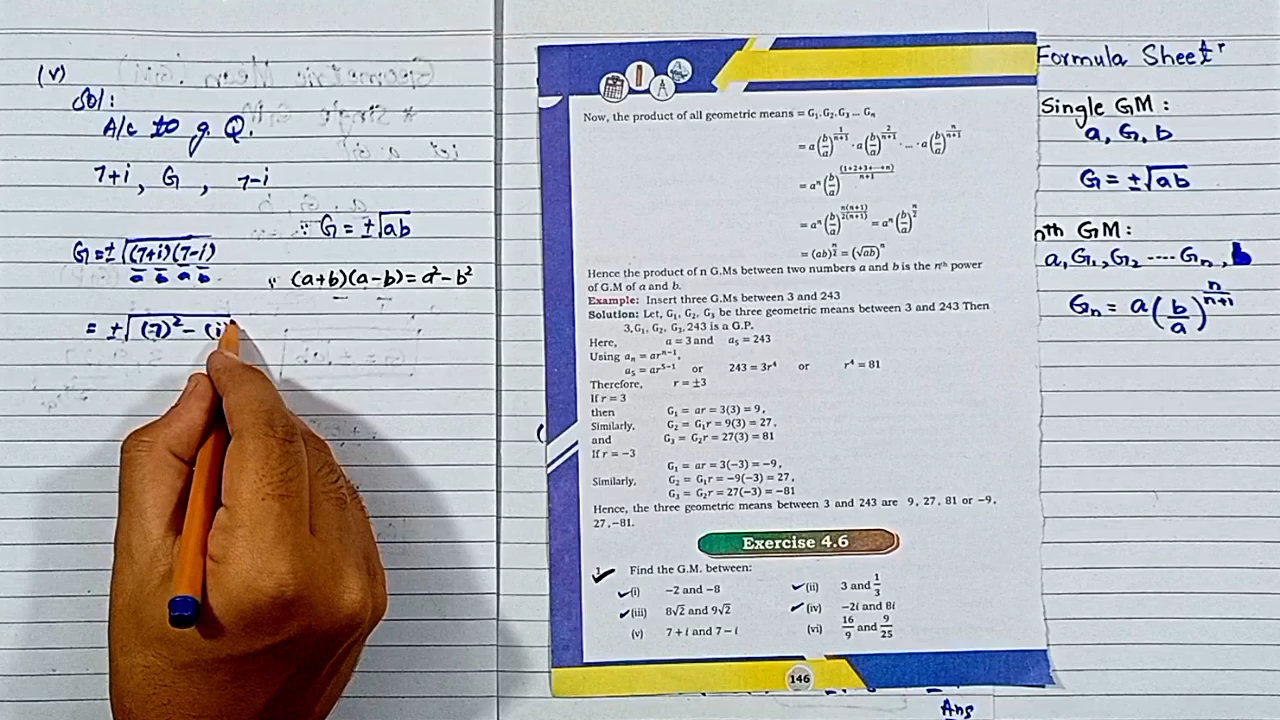 (v)
Sol:
A/c to g. Q.
7+i , G , 7-i
∵ G = ±√ab
G = ±√(7+i)(7-i)
a b a b
∵ (a+b)(a-b) = a² - b²
= ±√(7)² - (i)
Now, the product of all geometric means = G₁.G₂.G₃ ... Gₙ
= a(b/a)^(1/(n+1)) · a(b/a)^(2/(n+1)) · ... · a(b/a)^(n/(n+1))
= aⁿ(b/a)^((1+2+3+⋯+n)/(n+1))
= aⁿ(b/a)^(n(n+1)/(2(n+1))) = aⁿ(b/a)^(n/2)
= (ab)^(n/2) = (√ab)ⁿ
Hence the product of n G.Ms between two numbers a and b is the nᵗʰ power
of G.M of a and b.
Example: Insert three G.Ms between 3 and 243
Solution: Let, G₁, G₂, G₃ be three geometric means between 3 and 243 Then
3, G₁, G₂, G₃, 243 is a G.P.
Here, a = 3 and a₅ = 243
Using aₙ = arⁿ⁻¹,
a₅ = ar⁵⁻¹ or 243 = 3r⁴ or r⁴ = 81
Therefore, r = ±3
If r = 3
then G₁ = ar = 3(3) = 9,
Similarly, G₂ = G₁r = 9(3) = 27,
and G₃ = G₂r = 27(3) = 81
If r = −3
G₁ = ar = 3(−3) = −9,
Similarly, G₂ = G₁r = −9(−3) = 27,
G₃ = G₂r = 27(−3) = −81
Hence, the three geometric means between 3 and 243 are 9, 27, 81 or −9,
27, −81.
Exercise 4.6
1. Find the G.M. between:
(i) −2 and −8 (ii) 3 and 1/3
(iii) 8√2 and 9√2 (iv) −2i and 8i
(v) 7 + i and 7 − i (vi) 16/9 and 9/25
146
Formula Sheet
Single GM:
a, G, b
G = ±√ab
nth GM:
a, G₁, G₂ ---- Gₙ, b
Gₙ = a(b/a)^(n/(n+1))
Ans